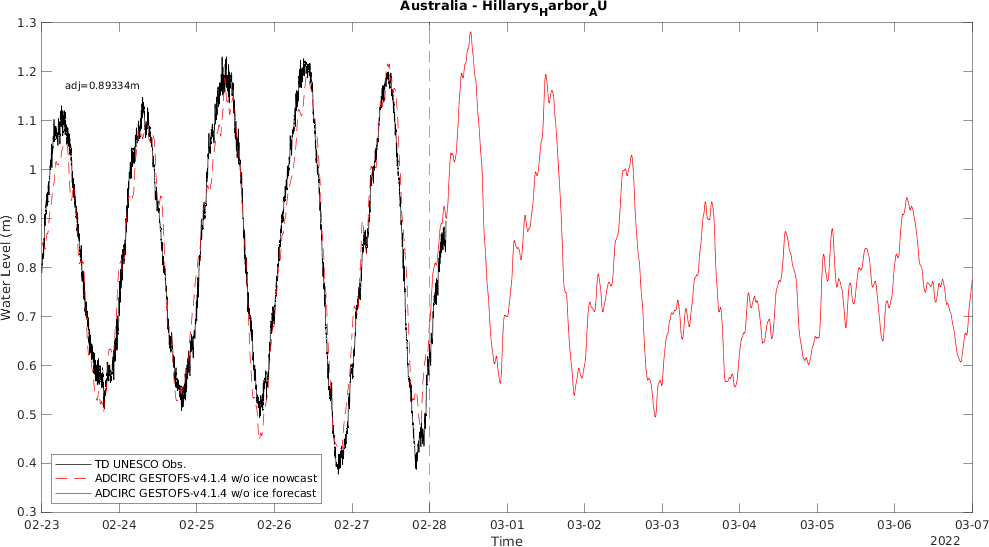 Australia - Hillarys_Harbor_AU
1.3
1.2
adj=0.89334m
1.1
1
0.9
0.8
0.7
0.6
0.5
0.4
0.3
Water Level (m)
TD UNESCO Obs.
ADCIRC GESTOFS-v4.1.4 w/o ice nowcast
ADCIRC GESTOFS-v4.1.4 w/o ice forecast
02-23 02-24 02-25 02-26 02-27 02-28 03-01 03-02 03-03 03-04 03-05 03-06 03-07
Time
2022